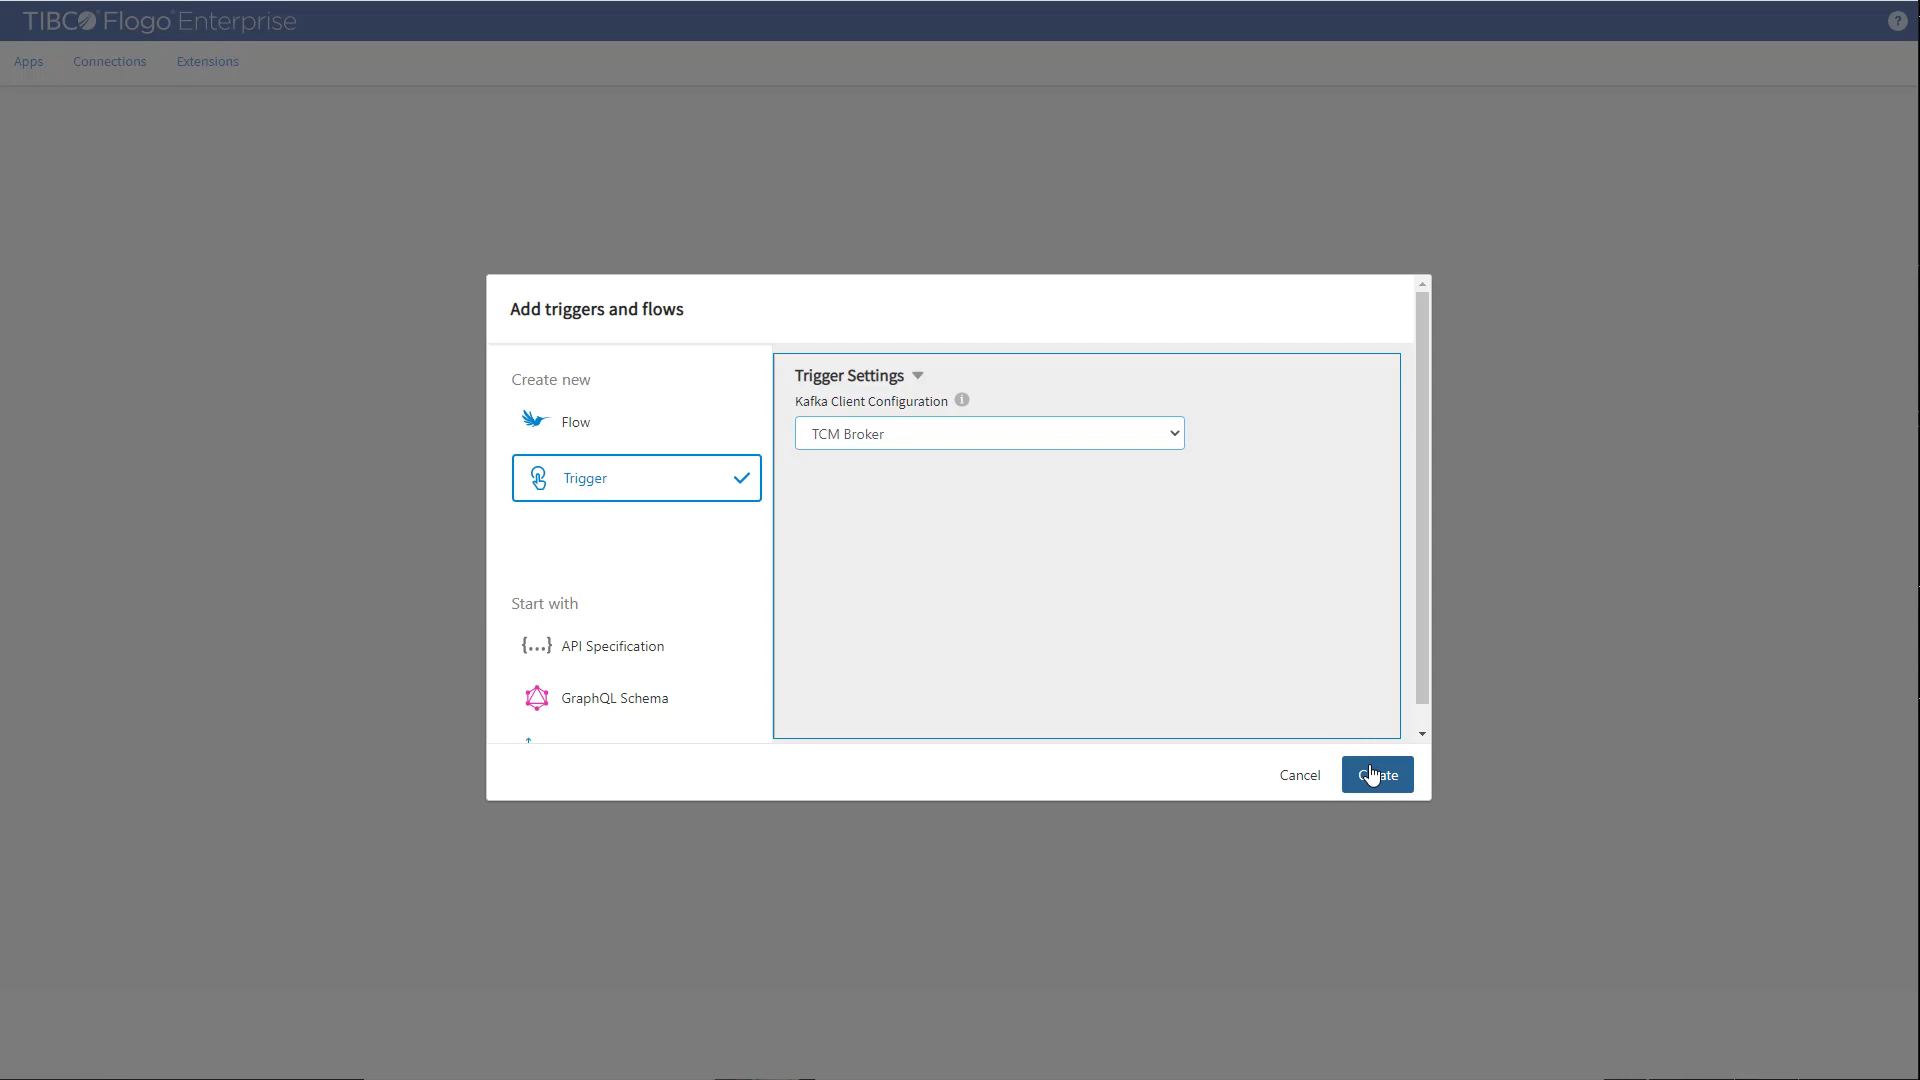 TIBCO Flogo® Enterprise
?
Apps Connections Extensions
Add triggers and flows
Create new
Flow
Trigger
Start with
{...} API Specification
GraphQL Schema
Trigger Settings
Kafka Client Configuration i
TCM Broker
Cancel